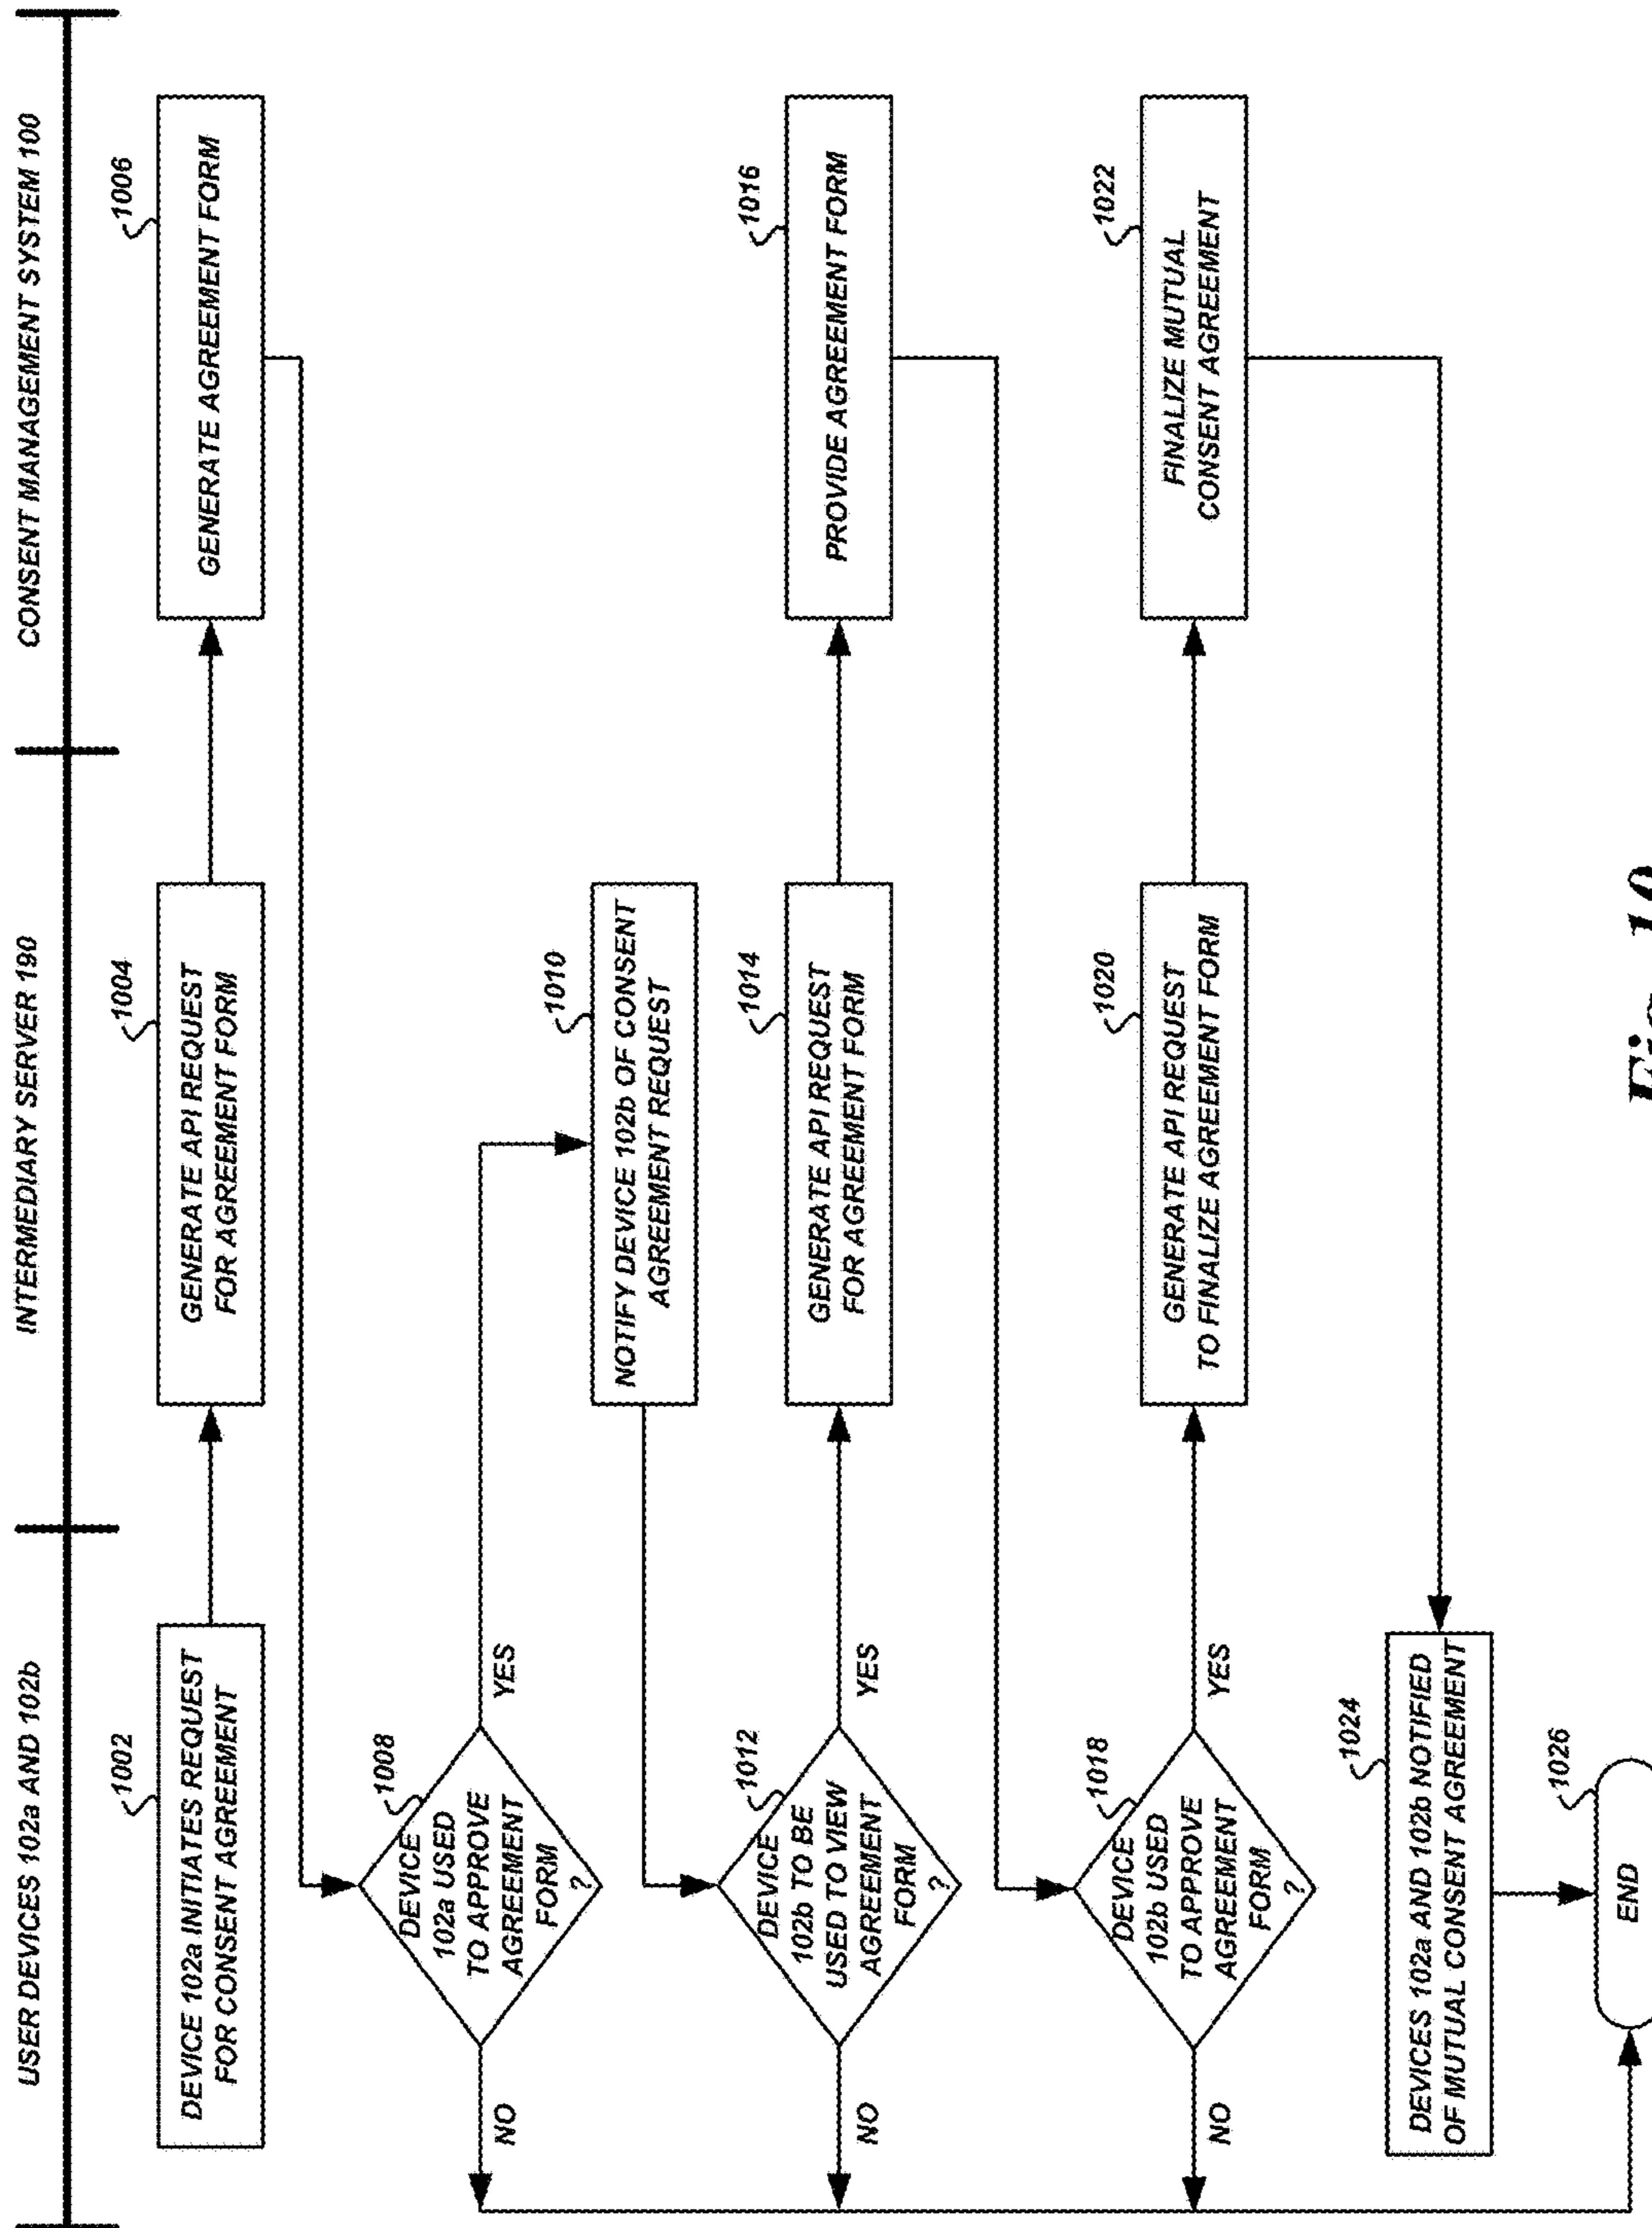 USER DEVICES 102a AND 102b
INTERMEDIARY SERVER 190
CONSENT MANAGEMENT SYSTEM 100
1002
DEVICE 102a INITIATES REQUEST
FOR CONSENT AGREEMENT
1004
GENERATE API REQUEST
FOR AGREEMENT FORM
1006
GENERATE AGREEMENT FORM
1008
DEVICE
102a USED
TO APPROVE
AGREEMENT
FORM
?
NO
YES
1010
NOTIFY DEVICE 102b OF CONSENT
AGREEMENT REQUEST
1012
DEVICE
102b TO BE
USED TO VIEW
AGREEMENT
FORM
?
NO
YES
1014
GENERATE API REQUEST
FOR AGREEMENT FORM
1016
PROVIDE AGREEMENT FORM
1018
DEVICE
102b USED
TO APPROVE
AGREEMENT
FORM
?
NO
YES
1020
GENERATE API REQUEST
TO FINALIZE AGREEMENT FORM
1022
FINALIZE MUTUAL
CONSENT AGREEMENT
1024
DEVICES 102a AND 102b NOTIFIED
OF MUTUAL CONSENT AGREEMENT
1026
END
Fig. 10